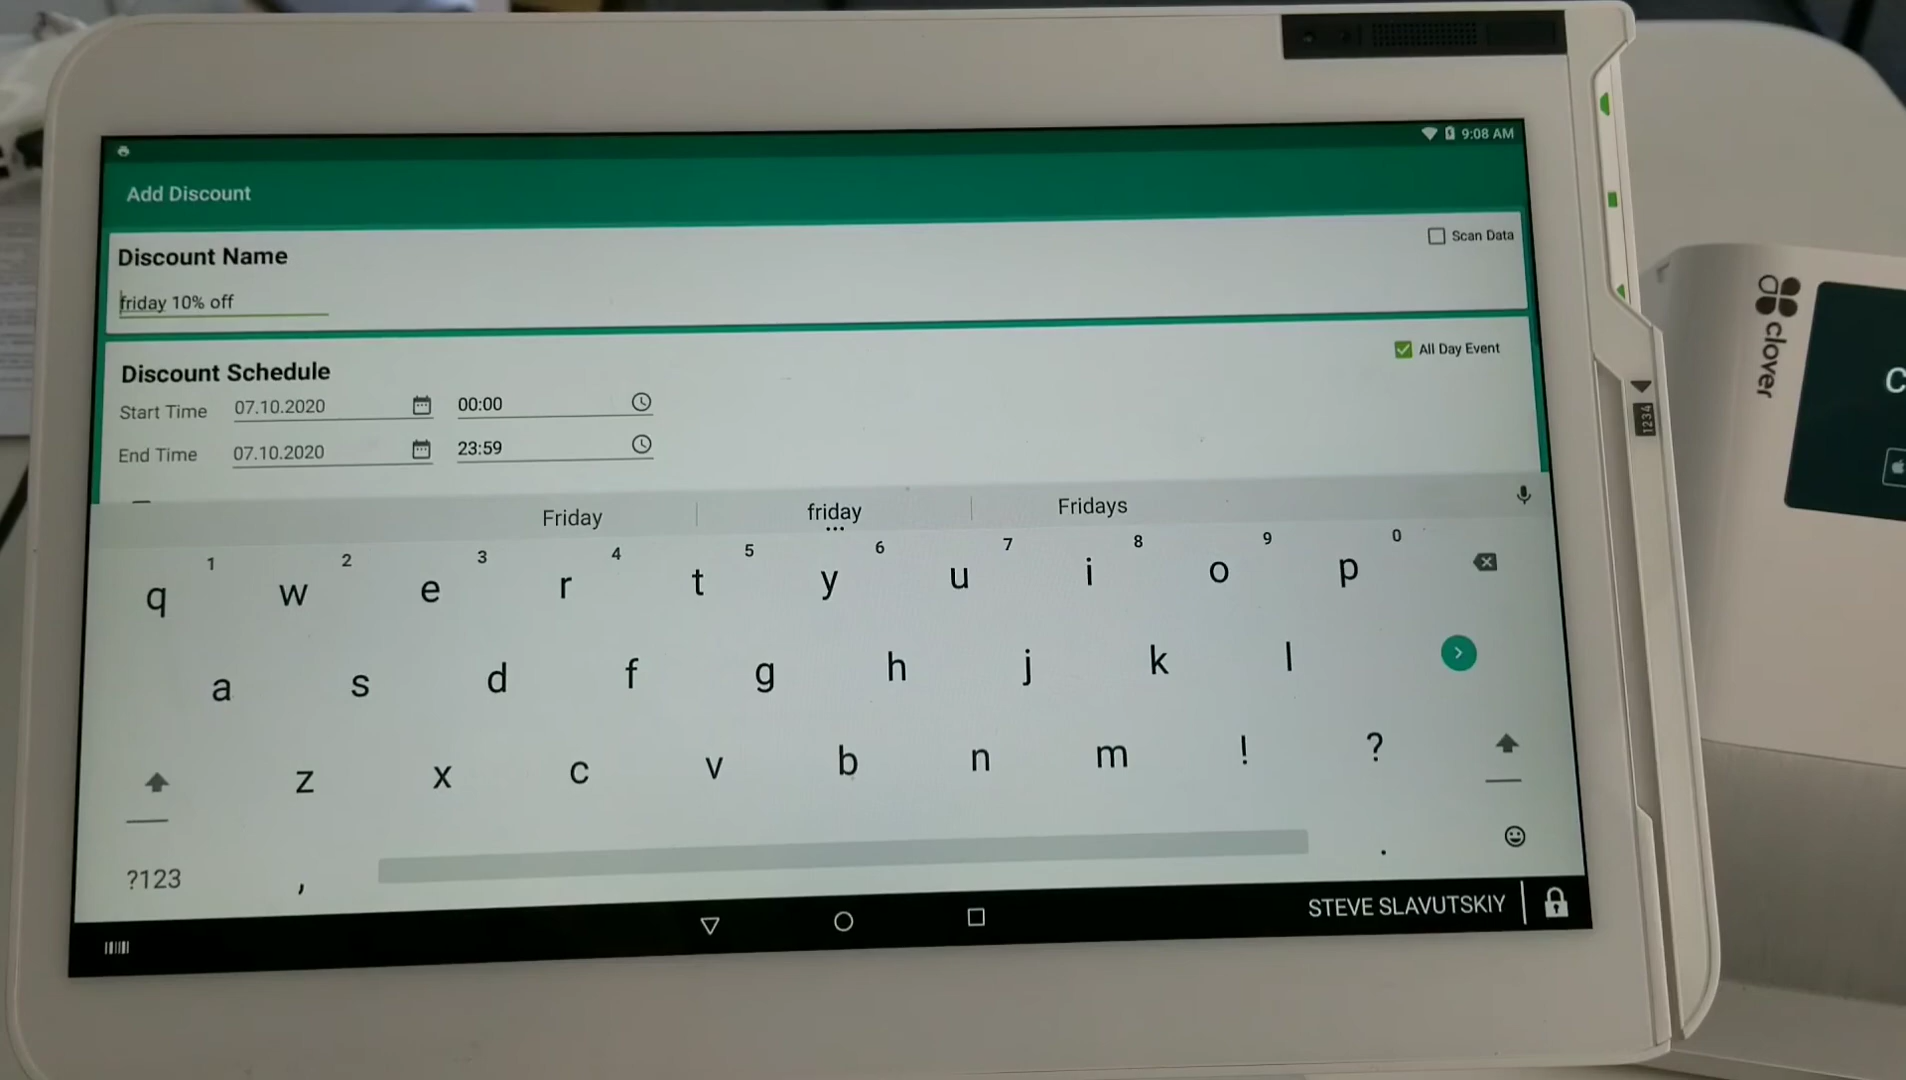 9:08 AM
Add Discount
Discount Name
Scan Data
friday 10% off
Discount Schedule
All Day Event
Start Time 07.10.2020 00:00
End Time 07.10.2020 23:59
Friday friday Fridays
1 2 3 4 5 6 7 8 9 0
q w e r t y u i o p
a s d f g h j k l
z x c v b n m ! ?
?123 , .
STEVE SLAVUTSKIY
1234
clover
C